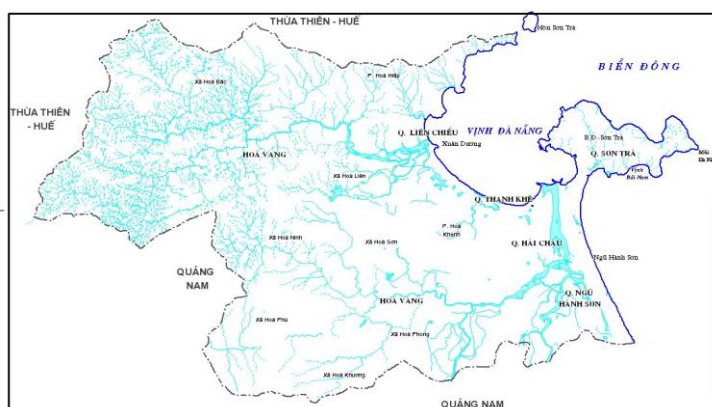 THỪA THIÊN - HUẾ
Hòn Sơn Trà
BIỂN ĐÔNG
Xã Hoà Bắc
P. Hoà Hiệp
THỪA THIÊN
- HUẾ
Q. LIÊN CHIỂU
VỊNH ĐÀ NẴNG
Xuân Dương
B.Đ. Sơn Trà
Q. SƠN TRÀ
Mũi
HOÀ VANG
Xã Hoà Liên
Q. THANH KHÊ
P. Hoà
Khánh
Xã Hoà Ninh
Xã Hoà Sơn
Q. HẢI CHÂU
Ngũ Hành Sơn
QUẢNG
NAM
HOÀ VANG
Q. NGŨ
HÀNH SƠN
Xã Hoà Phú
Xã Hoà Phong
Xã Hoà Khương
QUẢNG NAM